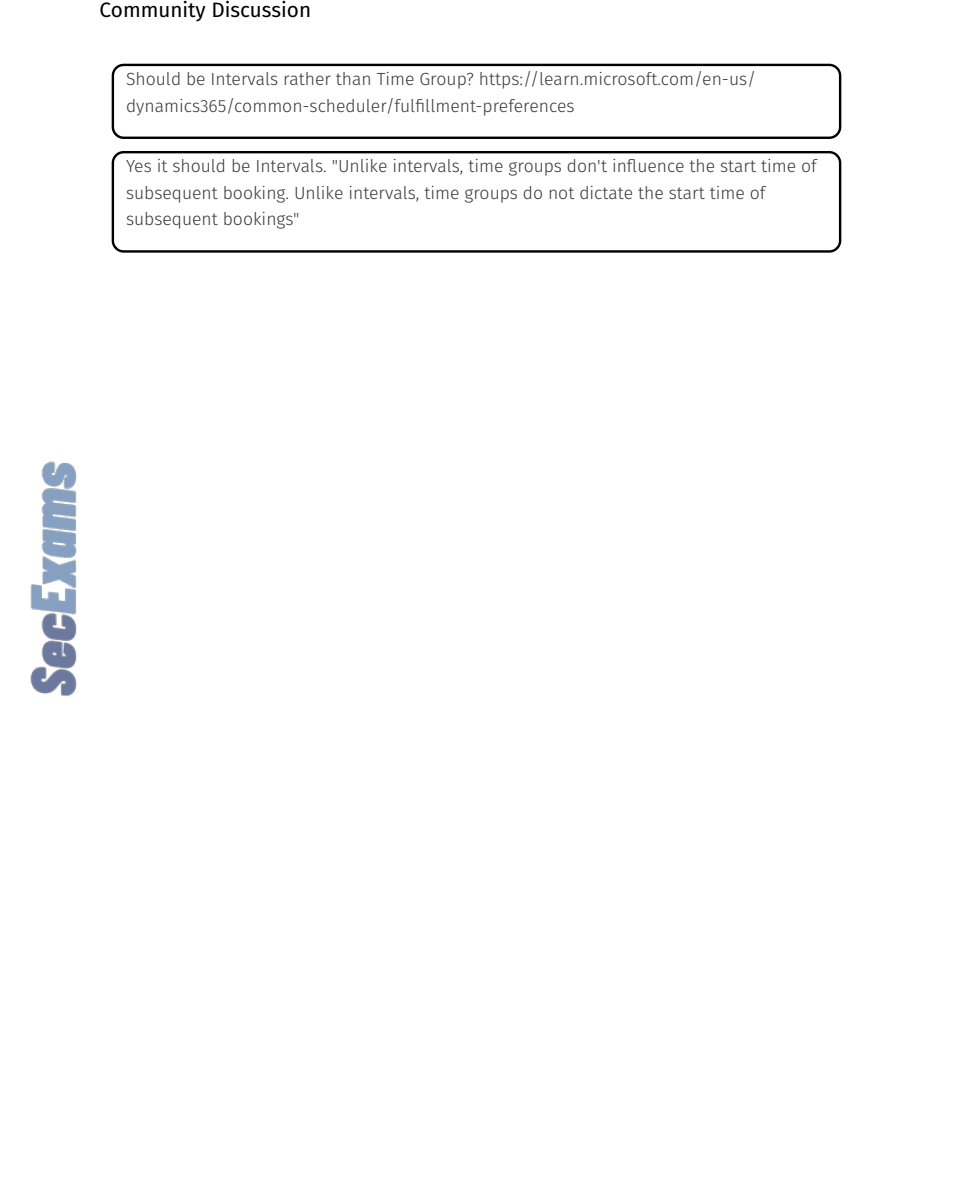 Community Discussion
Should be Intervals rather than Time Group? https://learn.microsoft.com/en-us/
dynamics365/common-scheduler/fulfillment-preferences
Yes it should be Intervals. "Unlike intervals, time groups don't influence the start time of
subsequent booking. Unlike intervals, time groups do not dictate the start time of
subsequent bookings"
SecExams